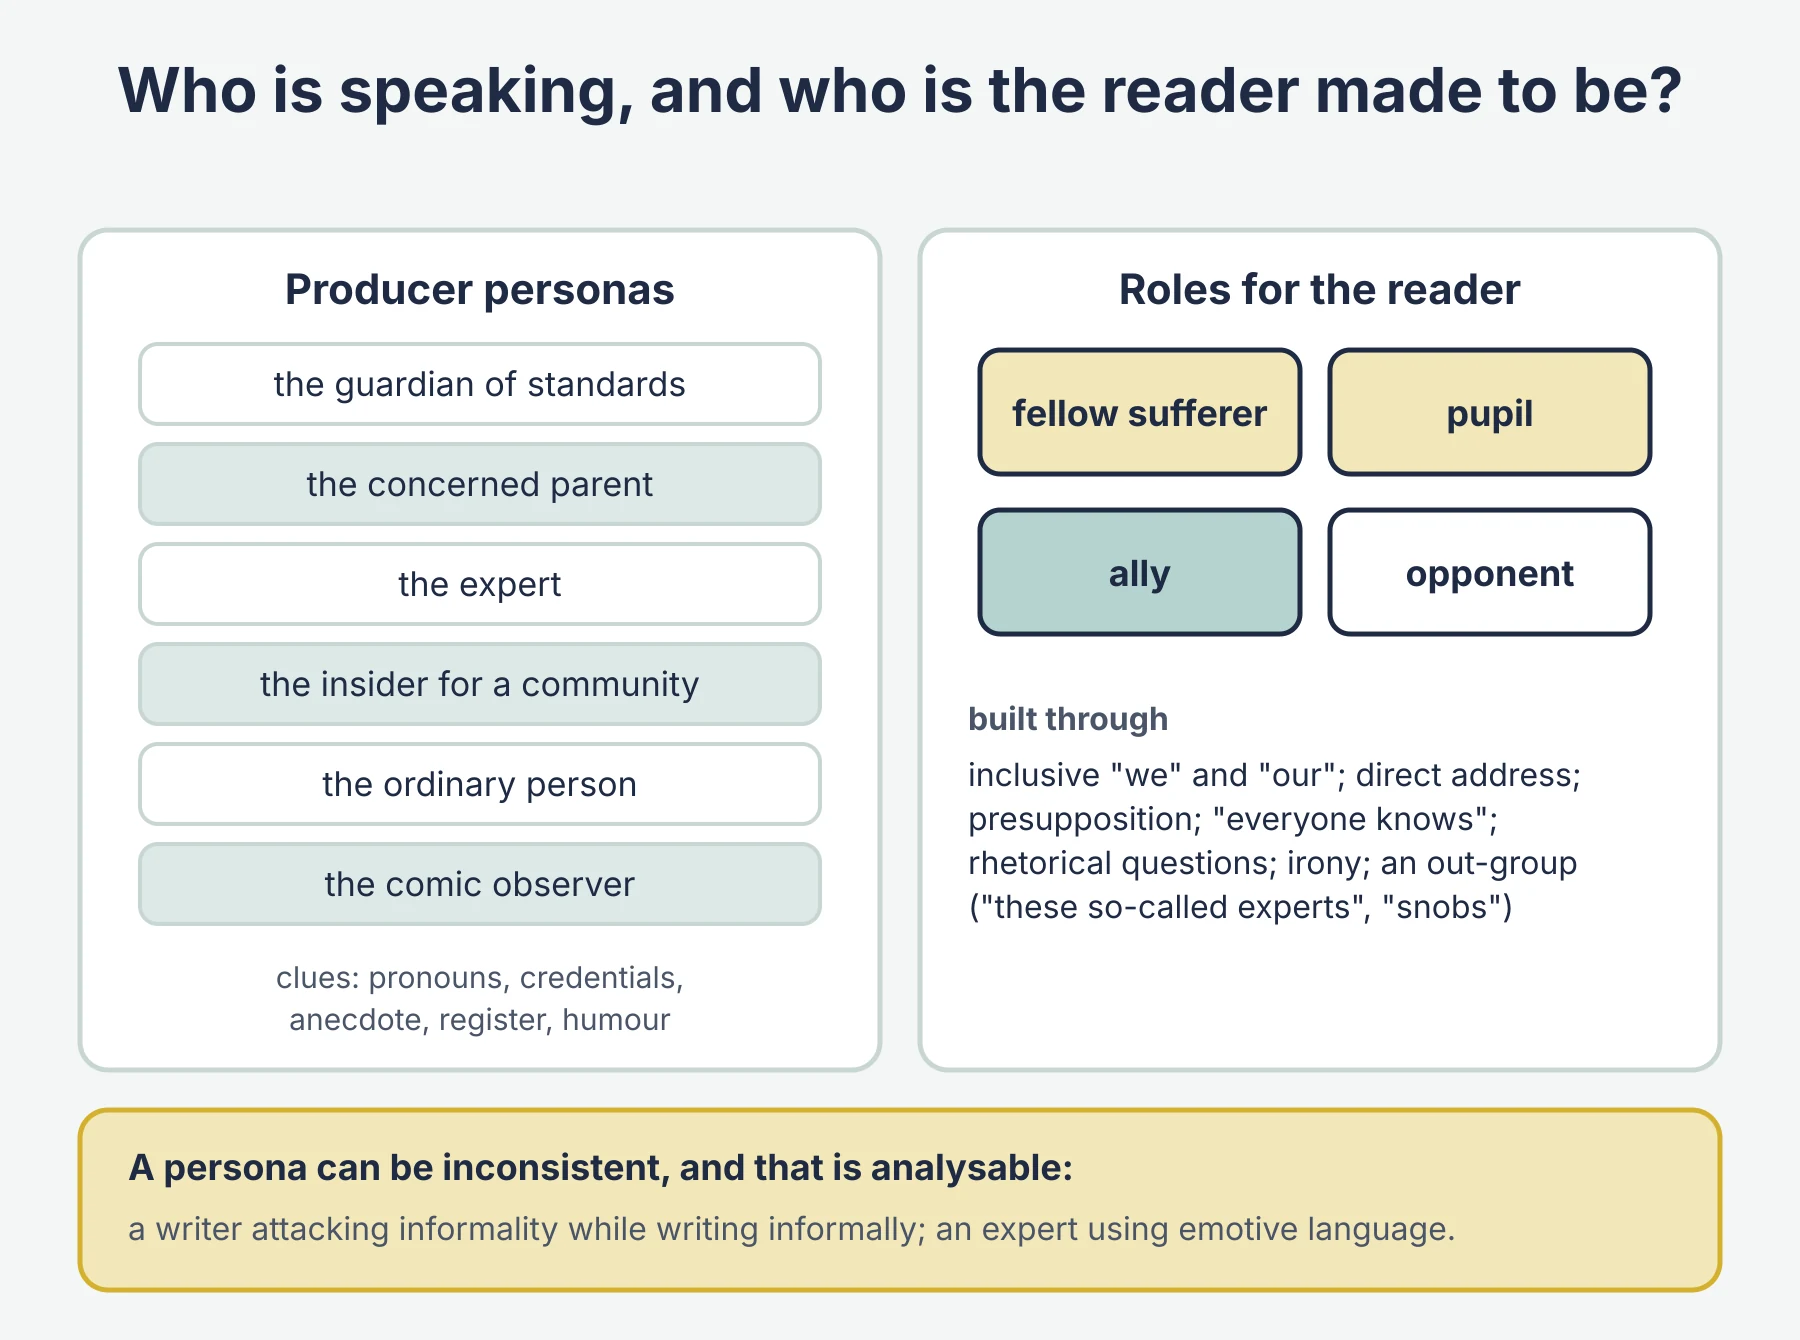 Who is speaking, and who is the reader made to be?
Producer personas
the guardian of standards
the concerned parent
the expert
the insider for a community
the ordinary person
the comic observer
clues: pronouns, credentials,
anecdote, register, humour
Roles for the reader
fellow sufferer
pupil
ally
opponent
built through
inclusive "we" and "our"; direct address;
presupposition; "everyone knows";
rhetorical questions; irony; an out-group
("these so-called experts", "snobs")
A persona can be inconsistent, and that is analysable:
a writer attacking informality while writing informally; an expert using emotive language.